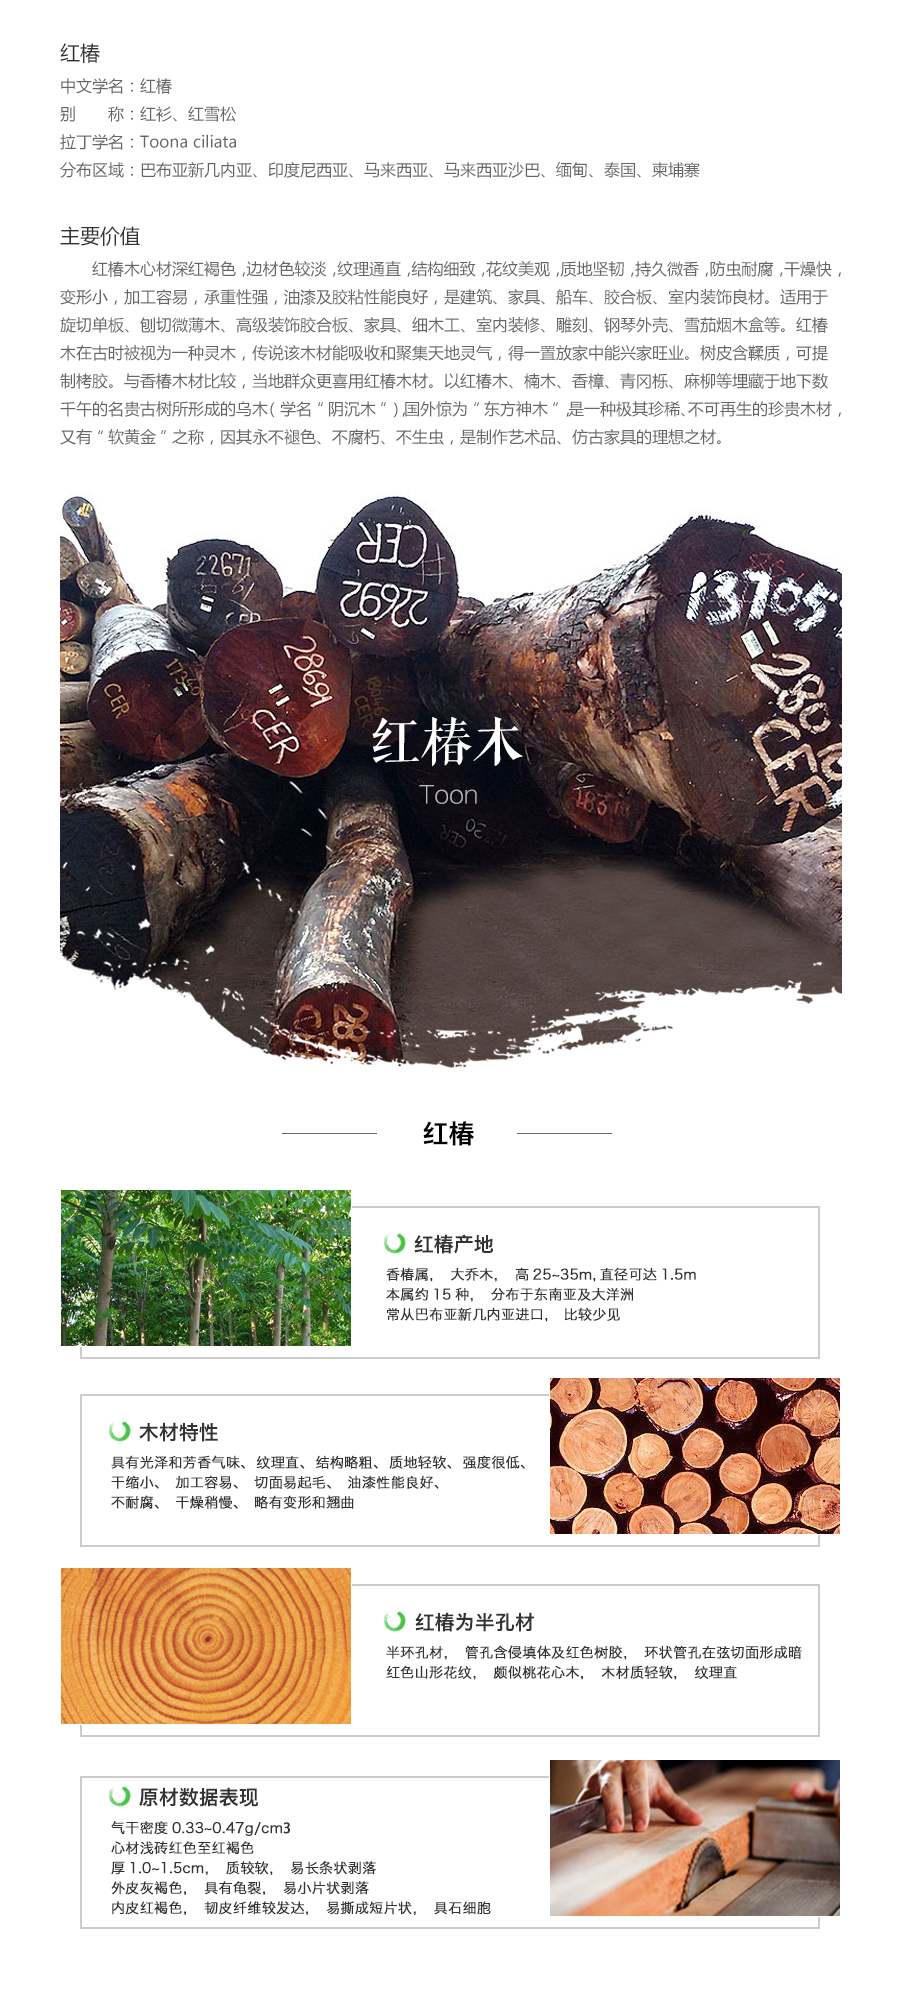 红椿
中文学名：红椿
别　　称：红衫、红雪松
拉丁学名：Toona ciliata
分布区域：巴布亚新几内亚、印度尼西亚、马来西亚、马来西亚沙巴、缅甸、泰国、柬埔寨
主要价值
红椿木心材深红褐色,边材色较淡,纹理通直,结构细致,花纹美观,质地坚韧,持久微香,防虫耐腐,干燥快,
变形小，加工容易，承重性强，油漆及胶粘性能良好，是建筑、家具、船车、胶合板、室内装饰良材。适用于
旋切单板、刨切微薄木、高级装饰胶合板、家具、细木工、室内装修、雕刻、钢琴外壳、雪茄烟木盒等。红椿
木在古时被视为一种灵木，传说该木材能吸收和聚集天地灵气，得一置放家中能兴家旺业。树皮含鞣质，可提
制栲胶。与香椿木材比较，当地群众更喜用红椿木材。以红椿木、楠木、香樟、青冈栎、麻柳等埋藏于地下数
千午的名贵古树所形成的乌木(学名“阴沉木”),国外惊为“东方神木”,是一种极其珍稀､不可再生的珍贵木材，
又有“软黄金“之称，因其永不褪色、不腐朽、不生虫，是制作艺术品、仿古家具的理想之材。
CER
22671
22692
13705
28691
CER
CER
CER
红椿木
Toon
CER
红椿
红椿产地
香椿属， 大乔木， 高 25~35m, 直径可达 1.5m
本属约 15 种， 分布于东南亚及大洋洲
常从巴布亚新几内亚进口， 比较少见
木材特性
具有光泽和芳香气味、纹理直、结构略粗、质地轻软、强度很低、
干缩小、 加工容易、 切面易起毛、 油漆性能良好、
不耐腐、 干燥稍慢、 略有变形和翘曲
红椿为半孔材
半环孔材， 管孔含侵填体及红色树胶， 环状管孔在弦切面形成暗
红色山形花纹， 颇似桃花心木， 木材质轻软， 纹理直
原材数据表现
气干密度 0.33~0.47g/cm3
心材浅砖红色至红褐色
厚 1.0~1.5cm， 质较软， 易长条状剥落
外皮灰褐色， 具有龟裂， 易小片状剥落
内皮红褐色， 韧皮纤维较发达， 易撕成短片状， 具石细胞